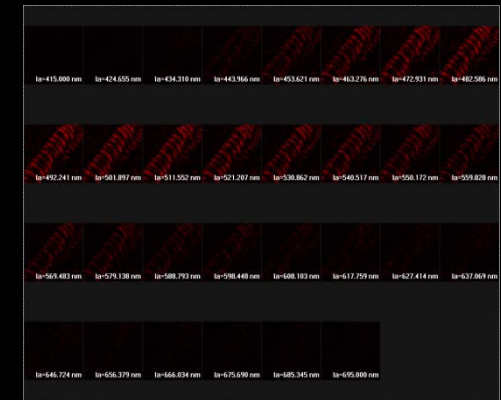 la=415.000 nm la=424.655 nm la=434.310 nm la=443.966 nm la=453.621 nm la=463.276 nm la=472.931 nm la=482.586 nm
la=492.241 nm la=501.897 nm la=511.552 nm la=521.207 nm la=530.862 nm la=540.517 nm la=550.172 nm la=559.828 nm
la=569.483 nm la=579.138 nm la=588.793 nm la=598.448 nm la=608.103 nm la=617.759 nm la=627.414 nm la=637.069 nm
la=646.724 nm la=656.379 nm la=666.034 nm la=675.690 nm la=685.345 nm la=695.000 nm